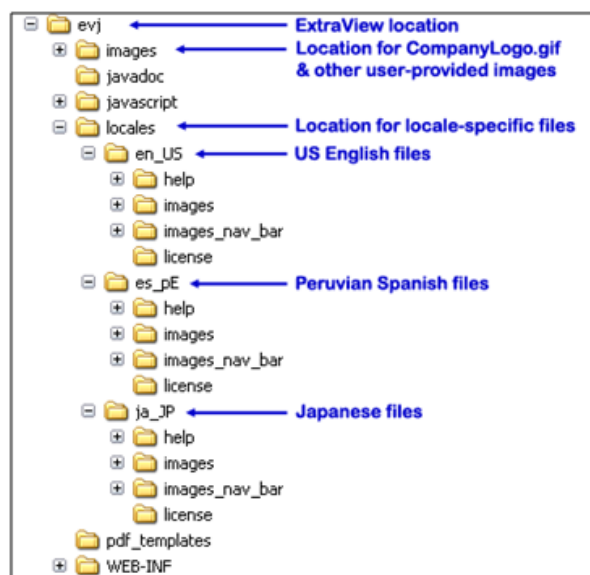 evj ExtraView location
images Location for CompanyLogo.gif
& other user-provided images
javadoc
javascript
locales Location for locale-specific files
en_US US English files
help
images
images_nav_bar
license
es_pE Peruvian Spanish files
help
images
images_nav_bar
license
ja_JP Japanese files
help
images
images_nav_bar
license
pdf_templates
WEB-INF